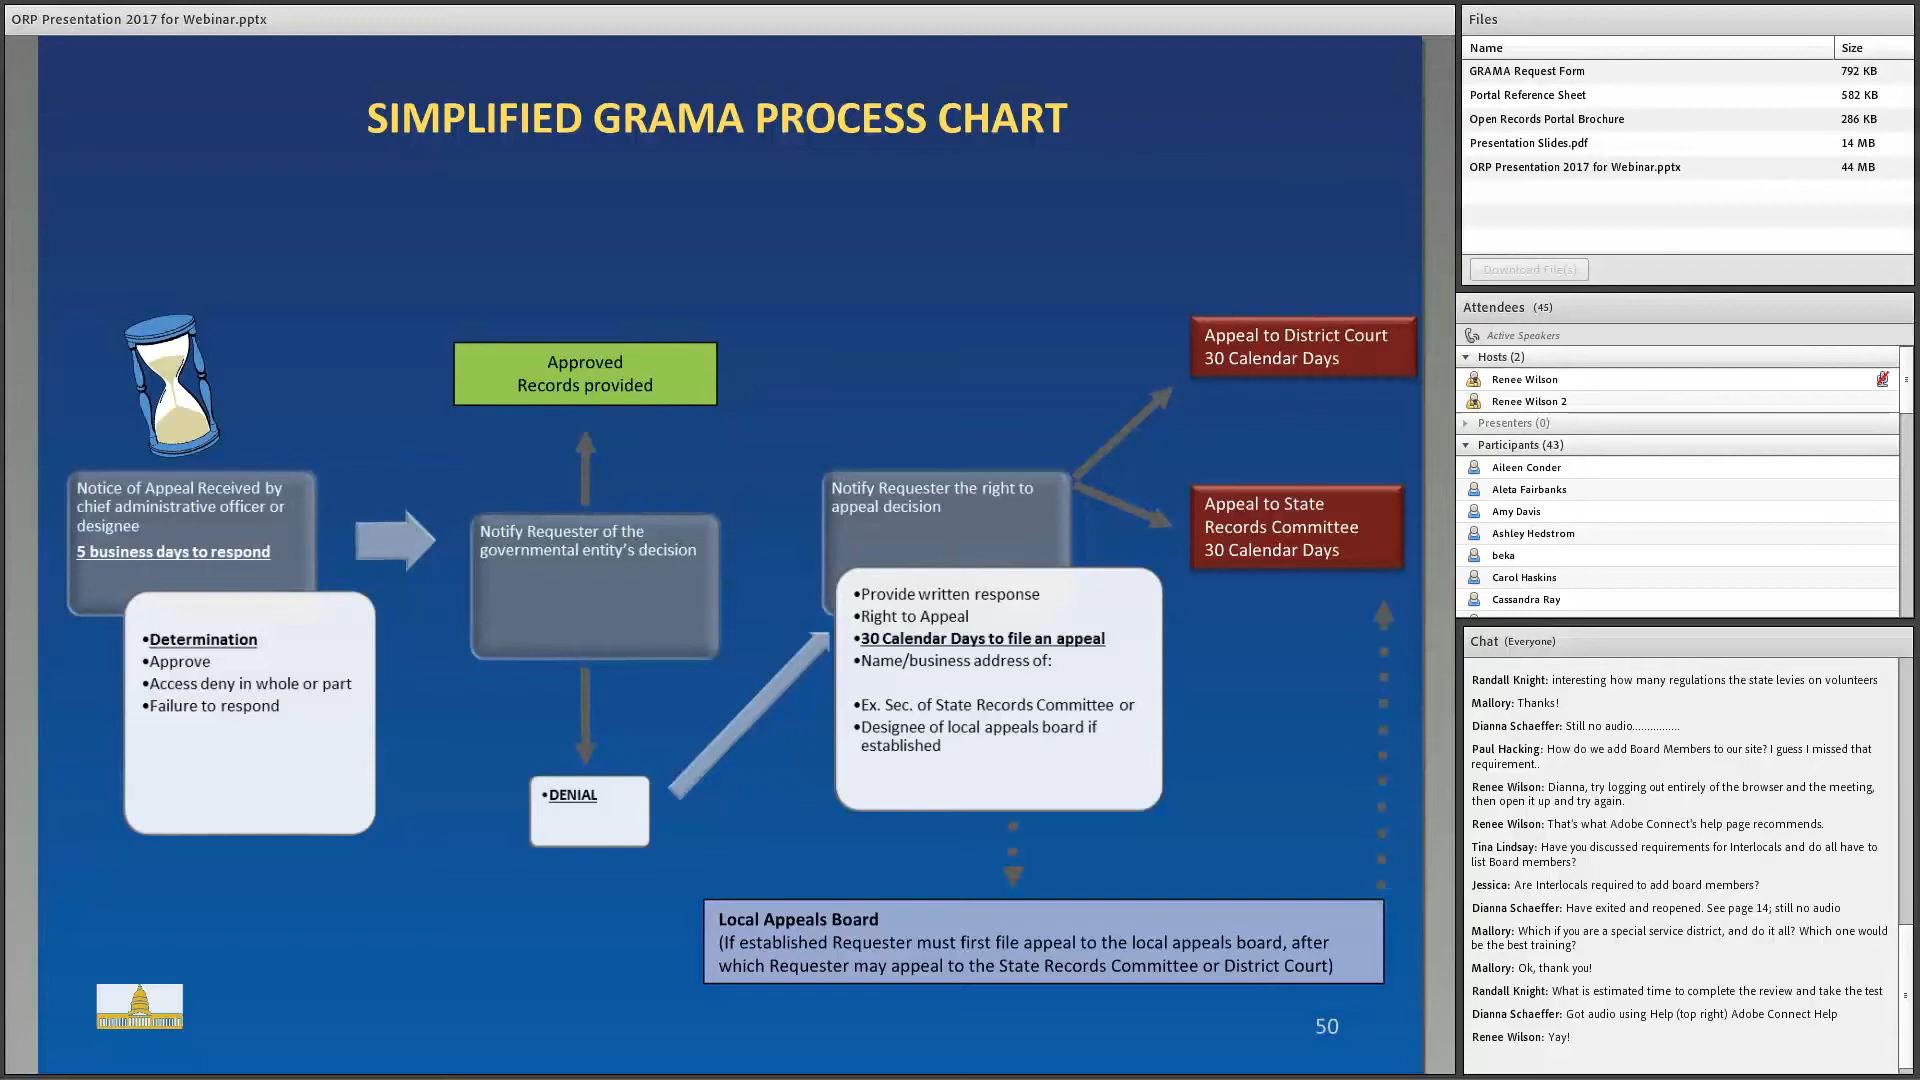 ORP Presentation 2017 for Webinar.pptx
SIMPLIFIED GRAMA PROCESS CHART
Notice of Appeal Received by
chief administrative officer or
designee
5 business days to respond
•Determination
•Approve
•Access deny in whole or part
•Failure to respond
Approved
Records provided
Notify Requester of the
governmental entity's decision
•DENIAL
Notify Requester the right to
appeal decision
•Provide written response
•Right to Appeal
•30 Calendar Days to file an appeal
•Name/business address of:
•Ex. Sec. of State Records Committee or
•Designee of local appeals board if
established
Appeal to District Court
30 Calendar Days
Appeal to State
Records Committee
30 Calendar Days
Local Appeals Board
(If established Requester must first file appeal to the local appeals board, after
which Requester may appeal to the State Records Committee or District Court)
50
Files
Name Size
GRAMA Request Form 792 KB
Portal Reference Sheet 582 KB
Open Records Portal Brochure 286 KB
Presentation Slides.pdf 14 MB
ORP Presentation 2017 for Webinar.pptx 44 MB
Download File(s)
Attendees (45)
Active Speakers
Hosts (2)
Renee Wilson
Renee Wilson 2
Presenters (0)
Participants (43)
Aileen Conder
Aleta Fairbanks
Amy Davis
Ashley Hedstrom
beka
Carol Haskins
Cassandra Ray
Chat (Everyone)
Randall Knight: interesting how many regulations the state levies on volunteers
Mallory: Thanks!
Dianna Schaeffer: Still no audio................
Paul Hacking: How do we add Board Members to our site? I guess I missed that
requirement..
Renee Wilson: Dianna, try logging out entirely of the browser and the meeting,
then open it up and try again.
Renee Wilson: That's what Adobe Connect's help page recommends.
Tina Lindsay: Have you discussed requirements for Interlocals and do all have to
list Board members?
Jessica: Are Interlocals required to add board members?
Dianna Schaeffer: Have exited and reopened. See page 14; still no audio
Mallory: Which if you are a special service district, and do it all? Which one would
be the best training?
Mallory: Ok, thank you!
Randall Knight: What is estimated time to complete the review and take the test
Dianna Schaeffer: Got audio using Help (top right) Adobe Connect Help
Renee Wilson: Yay!